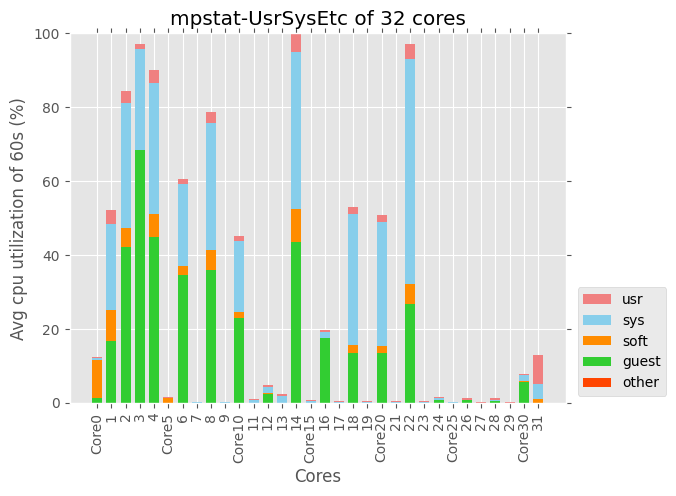 mpstat-UsrSysEtc of 32 cores
Avg cpu utilization of 60s (%)
100
80
60
40
20
0
usr
sys
soft
guest
other
Core0
1
2
3
4
Core5
6
7
8
9
Core10
11
12
13
14
Core15
16
17
18
19
Core20
21
22
23
24
Core25
26
27
28
29
Core30
31
Cores